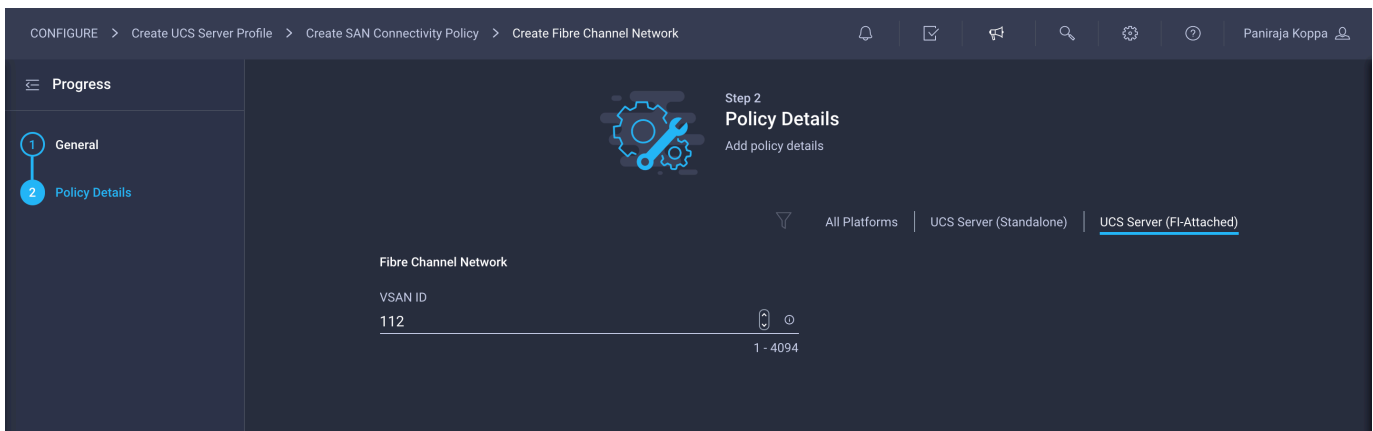 CONFIGURE > Create UCS Server Profile > Create SAN Connectivity Policy > Create Fibre Channel Network
Paniraja Koppa
Progress
1 General
2 Policy Details
Step 2
Policy Details
Add policy details
All Platforms | UCS Server (Standalone) | UCS Server (FI-Attached)
Fibre Channel Network
VSAN ID
112
1 - 4094